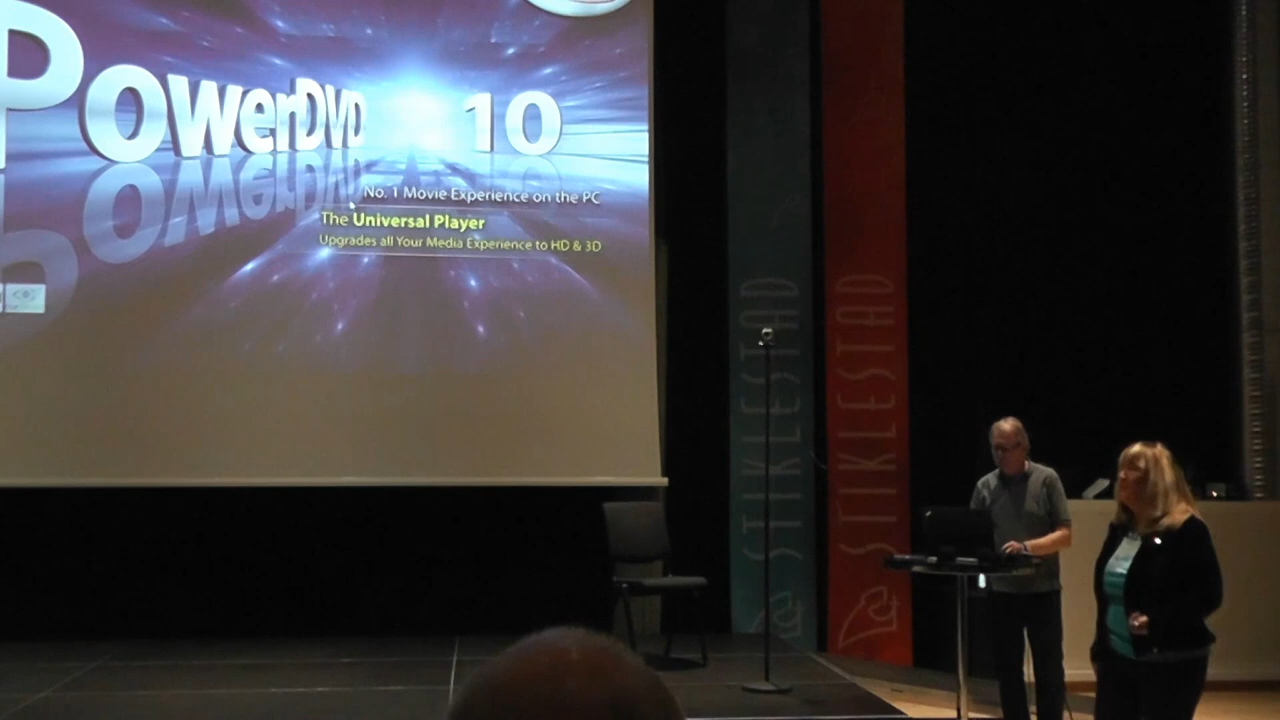 PowerDVD 10
No. 1 Movie Experience on the PC
The Universal Player
Upgrades all Your Media Experience to HD & 3D
STIKLESTAD
STIKLESTAD